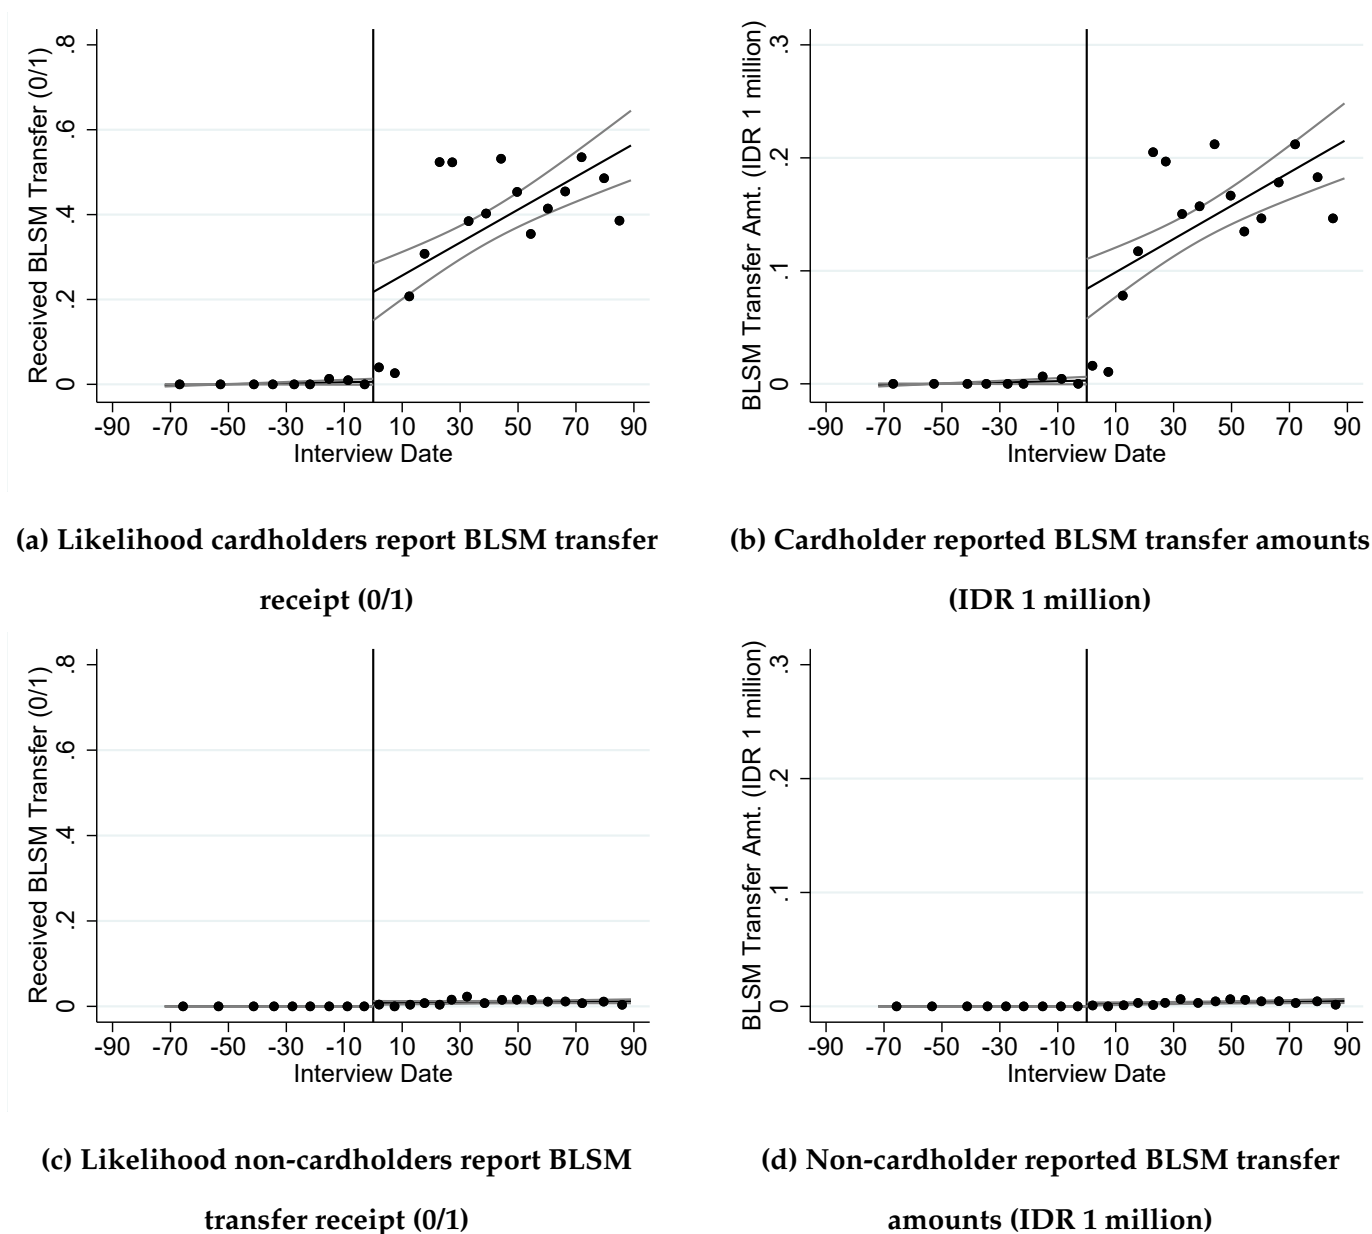 Received BLSM Transfer (0/1)
.8
.6
.4
.2
0
-90 -70 -50 -30 -10 10 30 50 70 90
Interview Date
(a) Likelihood cardholders report BLSM transfer
receipt (0/1)
BLSM Transfer Amt. (IDR 1 million)
.3
.2
.1
0
-90 -70 -50 -30 -10 10 30 50 70 90
Interview Date
(b) Cardholder reported BLSM transfer amounts
(IDR 1 million)
Received BLSM Transfer (0/1)
.8
.6
.4
.2
0
-90 -70 -50 -30 -10 10 30 50 70 90
Interview Date
(c) Likelihood non-cardholders report BLSM
transfer receipt (0/1)
BLSM Transfer Amt. (IDR 1 million)
.3
.2
.1
0
-90 -70 -50 -30 -10 10 30 50 70 90
Interview Date
(d) Non-cardholder reported BLSM transfer
amounts (IDR 1 million)